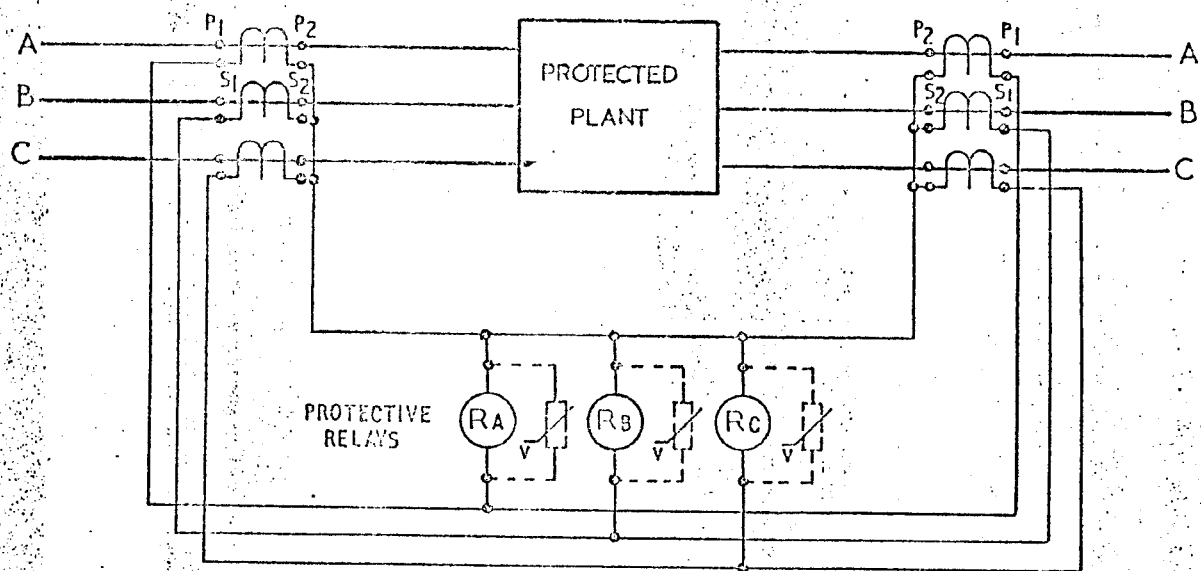 P1 P2
A
S1 S2
B
C
PROTECTED
PLANT
P2 P1
A
S2 S1
B
C
PROTECTIVE
RELAYS
RA
V
RB
V
RC
V